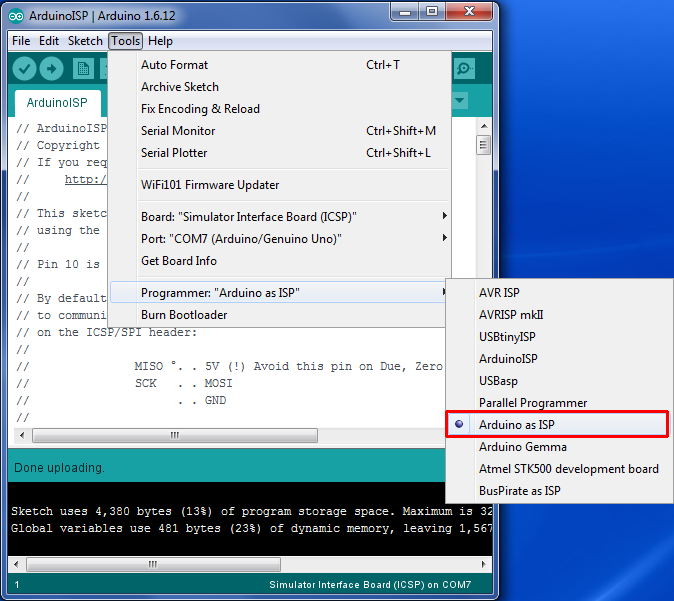 ArduinoISP | Arduino 1.6.12
File Edit Sketch Tools Help
Auto Format Ctrl+T
Archive Sketch
Fix Encoding & Reload
Serial Monitor Ctrl+Shift+M
Serial Plotter Ctrl+Shift+L
WiFi101 Firmware Updater
Board: "Simulator Interface Board (ICSP)"
Port: "COM7 (Arduino/Genuino Uno)"
Get Board Info
Programmer: "Arduino as ISP"
Burn Bootloader
AVR ISP
AVRISP mkII
USBtinyISP
ArduinoISP
USBasp
Parallel Programmer
Arduino as ISP
Arduino Gemma
Atmel STK500 development board
BusPirate as ISP
ArduinoISP
// ArduinoISP
// Copyright
// If you req
// http:/
//
// This sketc
// using the
//
// Pin 10 is
//
// By default
// to communi
// on the ICSP/SPI header:
//
// MISO °. . 5V (!) Avoid this pin on Due, Zero
// SCK . . MOSI
// . . GND
//
Done uploading.
Sketch uses 4,380 bytes (13%) of program storage space. Maximum is 32
Global variables use 481 bytes (23%) of dynamic memory, leaving 1,567
1 Simulator Interface Board (ICSP) on COM7